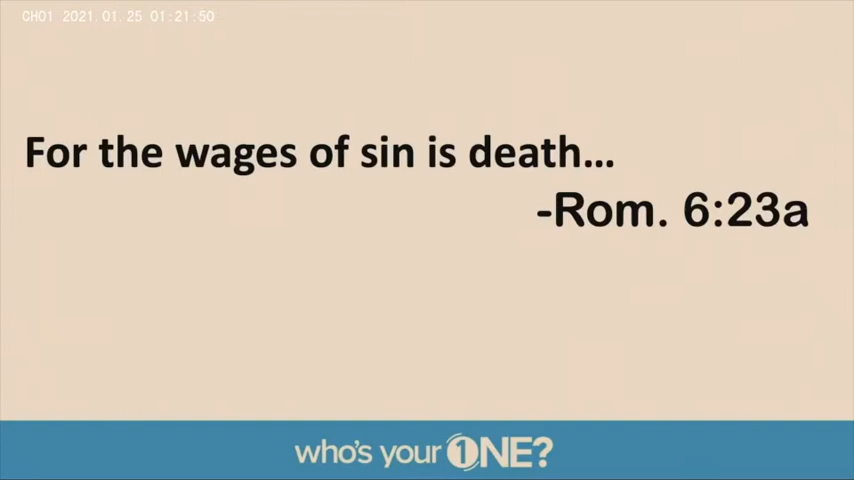 CH01 2021.01.25 01:21:50
For the wages of sin is death...
-Rom. 6:23a
who's your 1NE?